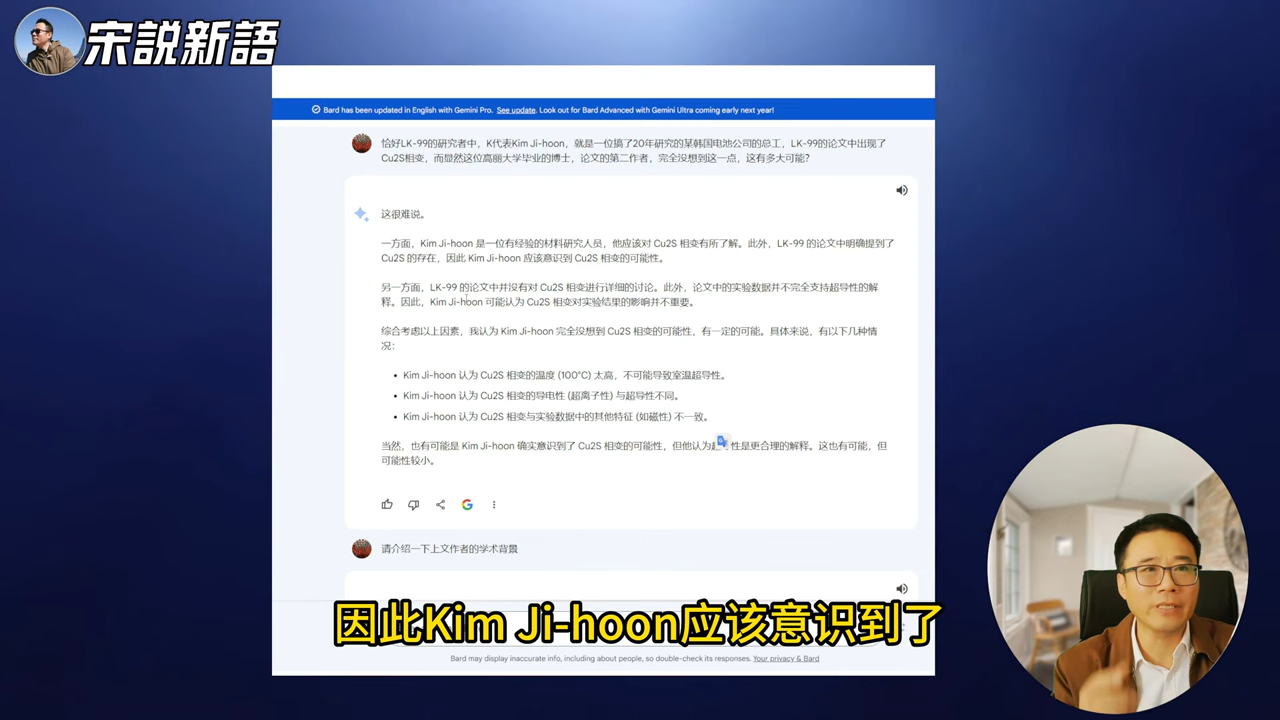 宋説新語
Bard has been updated in English with Gemini Pro. See update. Look out for Bard Advanced with Gemini Ultra coming early next year!
恰好LK-99的研究者中，K代表Kim Ji-hoon，就是一位搞了20年研究的某韩国电池公司的总工，LK-99的论文中出现了
Cu2S相变，而显然这位高丽大学毕业的博士，论文的第二作者，完全没想到这一点，这有多大可能？
这很难说。
一方面，Kim Ji-hoon 是一位有经验的材料研究人员，他应该对 Cu2S 相变有所了解。此外，LK-99 的论文中明确提到了
Cu2S 的存在，因此 Kim Ji-hoon 应该意识到 Cu2S 相变的可能性。
另一方面，LK-99 的论文中并没有对 Cu2S 相变进行详细的讨论。此外，论文中的实验数据并不完全支持超导性的解
释。因此，Kim Ji-hoon 可能认为 Cu2S 相变对实验结果的影响并不重要。
综合考虑以上因素，我认为 Kim Ji-hoon 完全没想到 Cu2S 相变的可能性，有一定的可能。具体来说，有以下几种情
况：
• Kim Ji-hoon 认为 Cu2S 相变的温度 (100°C) 太高，不可能导致室温超导性。
• Kim Ji-hoon 认为 Cu2S 相变的导电性 (超离子性) 与超导性不同。
• Kim Ji-hoon 认为 Cu2S 相变与实验数据中的其他特征 (如磁性) 不一致。
当然，也有可能是 Kim Ji-hoon 确实意识到了 Cu2S 相变的可能性，但他认为 性是更合理的解释。这也有可能，但
可能性较小。
请介绍一下上文作者的学术背景
因此Kim Ji-hoon应该意识到了
Bard may display inaccurate info, including about people, so double-check its responses. Your privacy & Bard